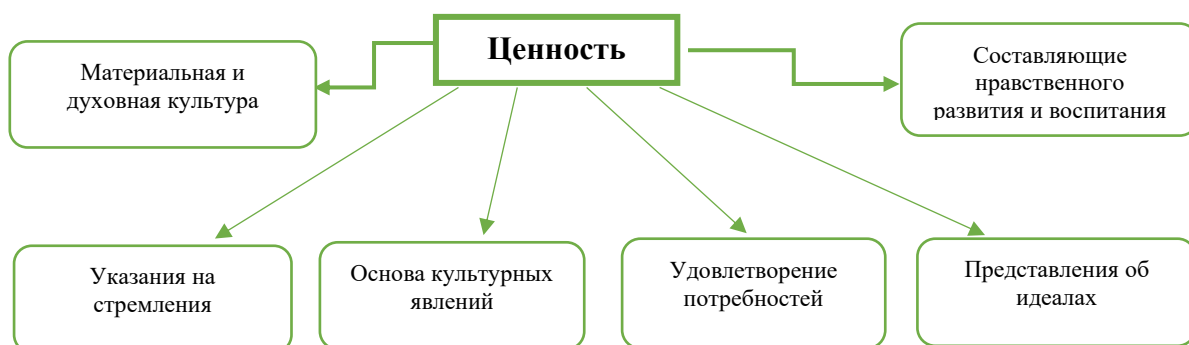 Ценность
Материальная и
духовная культура
Составляющие
нравственного
развития и воспитания
Указания на
стремления
Основа культурных
явлений
Удовлетворение
потребностей
Представления об
идеалах